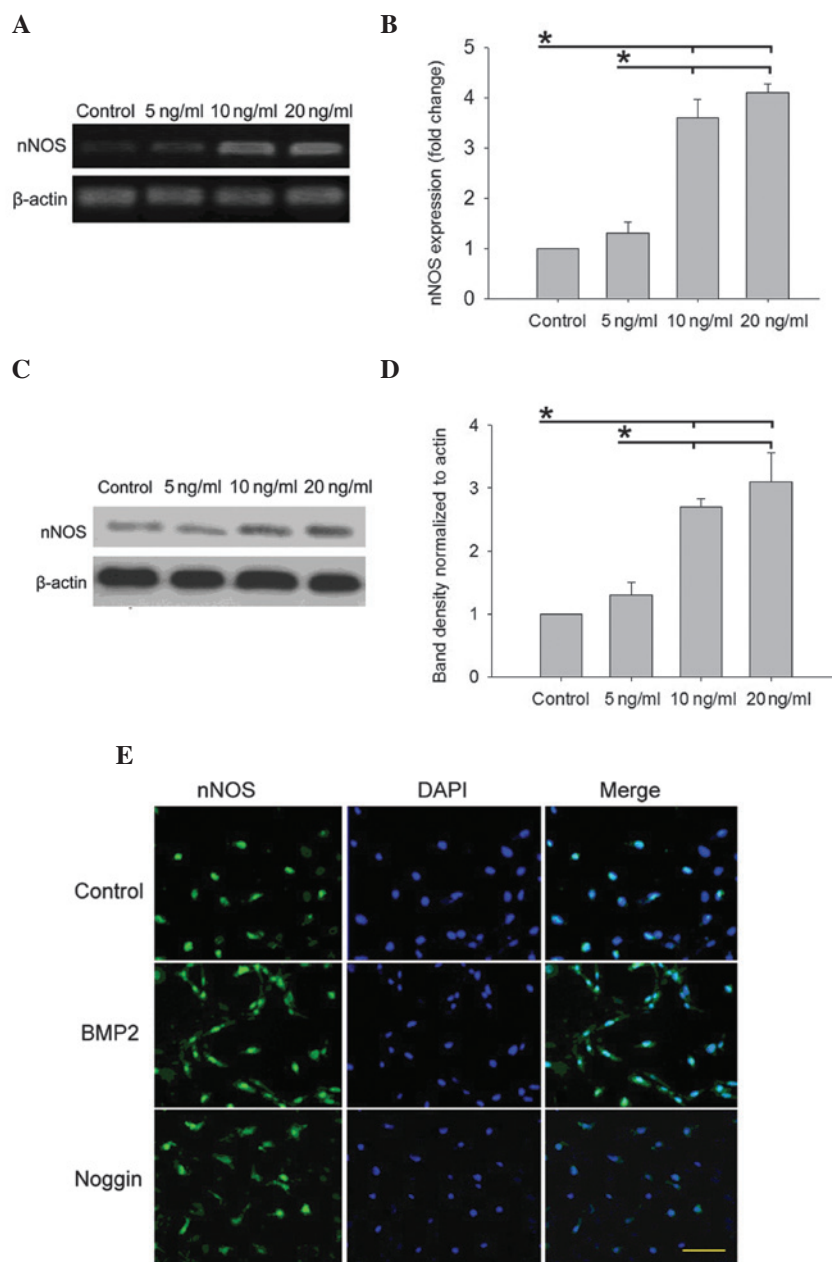 A
Control 5 ng/ml 10 ng/ml 20 ng/ml
nNOS
β-actin
B
nNOS expression (fold change)
5
4
3
2
1
0
*
*
Control 5 ng/ml 10 ng/ml 20 ng/ml
C
Control 5 ng/ml 10 ng/ml 20 ng/ml
nNOS
β-actin
D
Band density normalized to actin
4
3
2
1
0
*
*
Control 5 ng/ml 10 ng/ml 20 ng/ml
E
nNOS DAPI Merge
Control
BMP2
Noggin